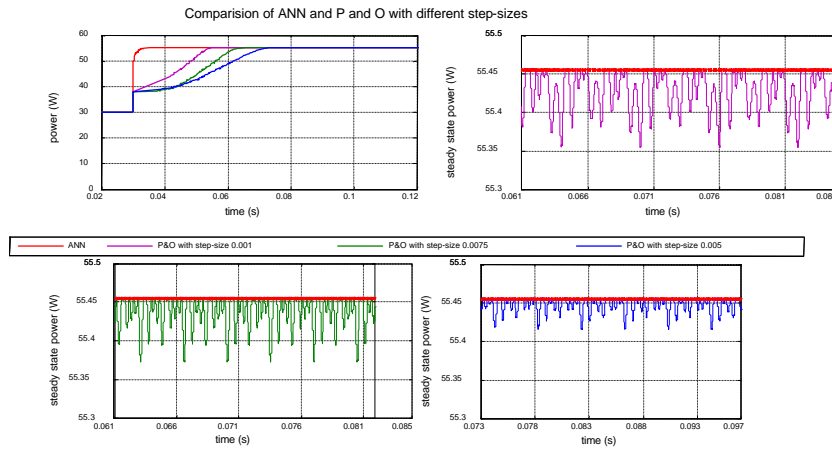 Comparision of ANN and P and O with different step-sizes
power (W)
60
50
40
30
20
10
0
0.02 0.04 0.06 0.08 0.1 0.12
time (s)
steady state power (W)
55.5
55.45
55.4
55.35
55.3
0.061 0.066 0.071 0.076 0.081 0.08
time (s)
ANN P&O with step-size 0.001 P&O with step-size 0.0075 P&O with step-size 0.005
steady state power (W)
55.5
55.45
55.4
55.35
55.3
0.061 0.066 0.071 0.076 0.081 0.085
time (s)
steady state power (W)
55.5
55.45
55.4
55.35
55.3
0.073 0.078 0.083 0.088 0.093 0.097
time (s)